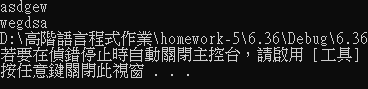 asdgew
wegdsa
D:\高階語言程式作業\homework-5\6.36\Debug\6.36
若要在偵錯停止時自動關閉主控台，請啟用 [工具]
按任意鍵關閉此視窗 . . .